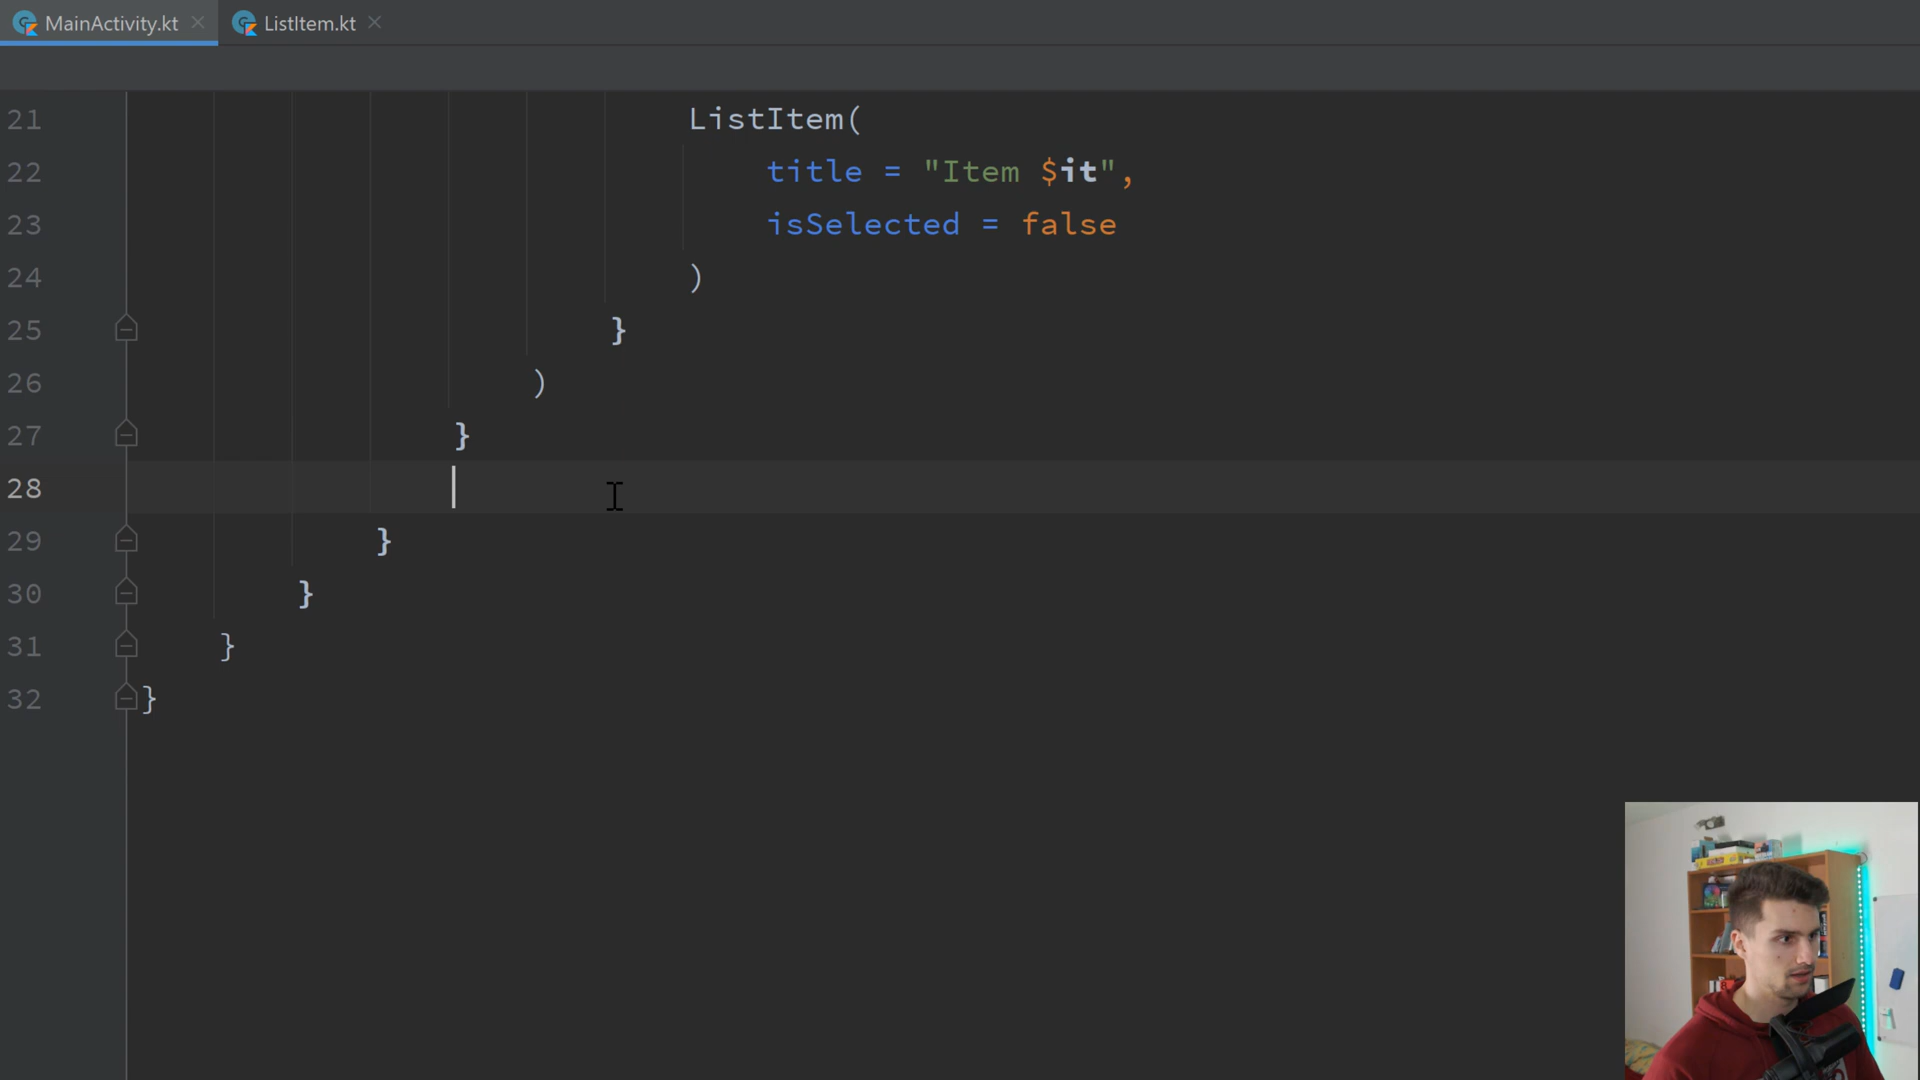 MainActivity.kt ListItem.kt
21 ListItem(
22 title = "Item $it",
23 isSelected = false
24 )
25 }
26 )
27 }
28
29 }
30 }
31 }
32 }